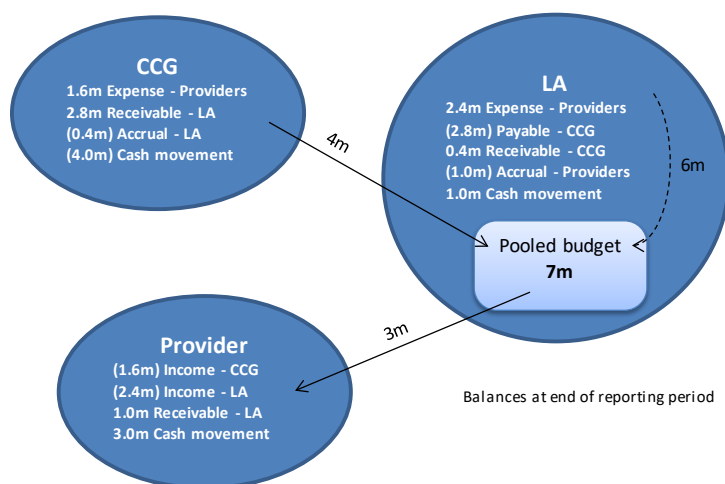 CCG
1.6m Expense - Providers
2.8m Receivable - LA
(0.4m) Accrual - LA
(4.0m) Cash movement
4m
LA
2.4m Expense - Providers
(2.8m) Payable - CCG
0.4m Receivable - CCG
(1.0m) Accrual - Providers
1.0m Cash movement
6m
Pooled budget
7m
3m
Provider
(1.6m) Income - CCG
(2.4m) Income - LA
1.0m Receivable - LA
3.0m Cash movement
Balances at end of reporting period